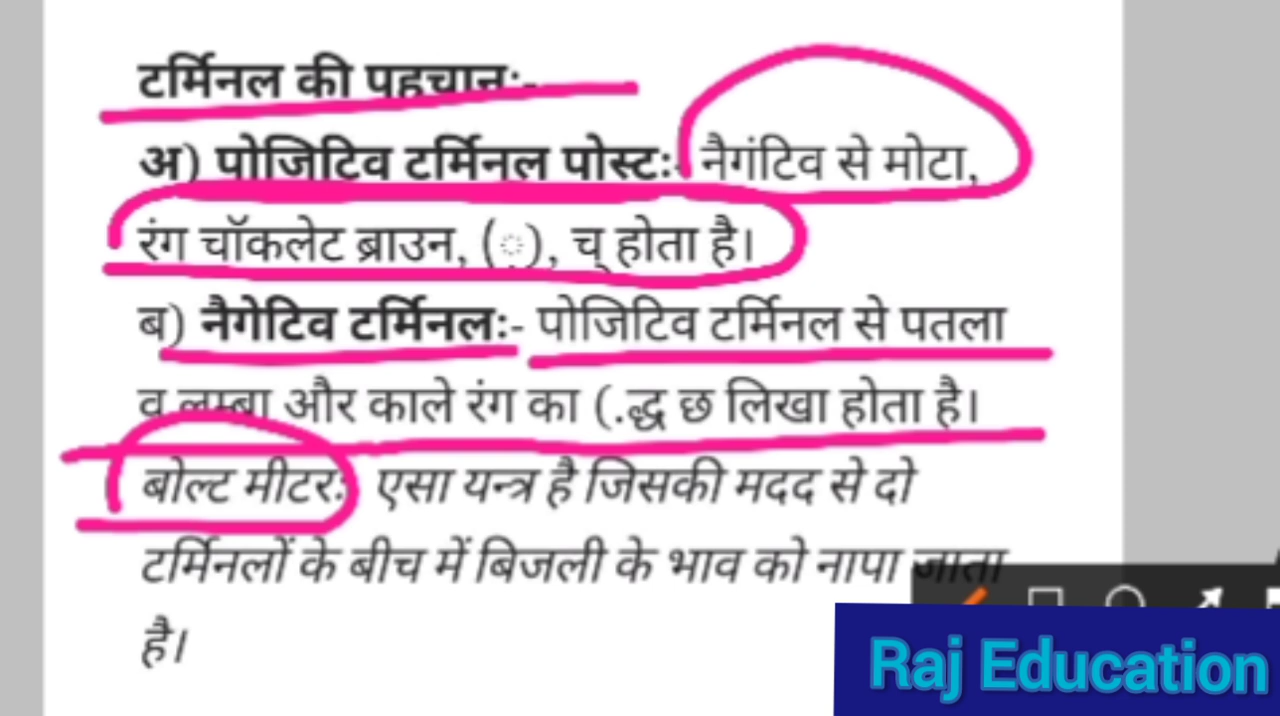 टर्मिनल की पहचानः-
अ) पोजिटिव टर्मिनल पोस्टः- नैगंटिव से मोटा,
रंग चॉकलेट ब्राउन, (़), च् होता है।
ब) नैगेटिव टर्मिनलः- पोजिटिव टर्मिनल से पतला
व लम्बा और काले रंग का (.द्ध छ लिखा होता है।
बोल्ट मीटरः एसा यन्त्र है जिसकी मदद से दो
टर्मिनलों के बीच में बिजली के भाव को नापा जाता
है।
Raj Education